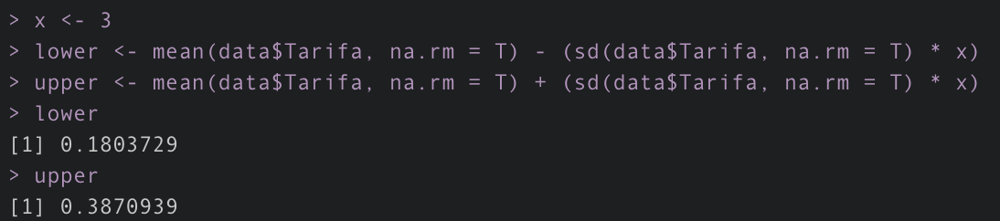 > x <- 3
> lower <- mean(data$Tarifa, na.rm = T) - (sd(data$Tarifa, na.rm = T) * x)
> upper <- mean(data$Tarifa, na.rm = T) + (sd(data$Tarifa, na.rm = T) * x)
> lower
[1] 0.1803729
> upper
[1] 0.3870939